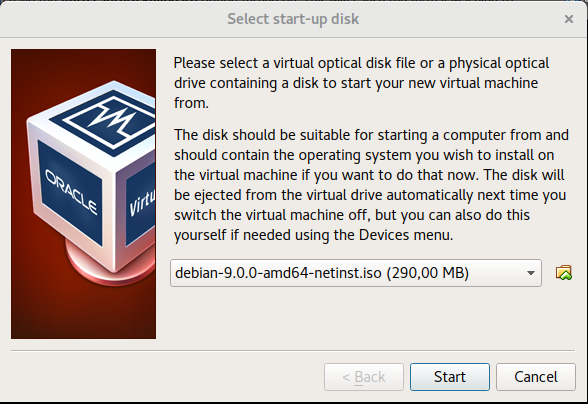 Select start-up disk
Please select a virtual optical disk file or a physical optical
drive containing a disk to start your new virtual machine
from.
The disk should be suitable for starting a computer from and
should contain the operating system you wish to install on
the virtual machine if you want to do that now. The disk will
be ejected from the virtual drive automatically next time you
switch the virtual machine off, but you can also do this
yourself if needed using the Devices menu.
ORACLE
Virtu
debian-9.0.0-amd64-netinst.iso (290,00 MB)
< Back
Start
Cancel